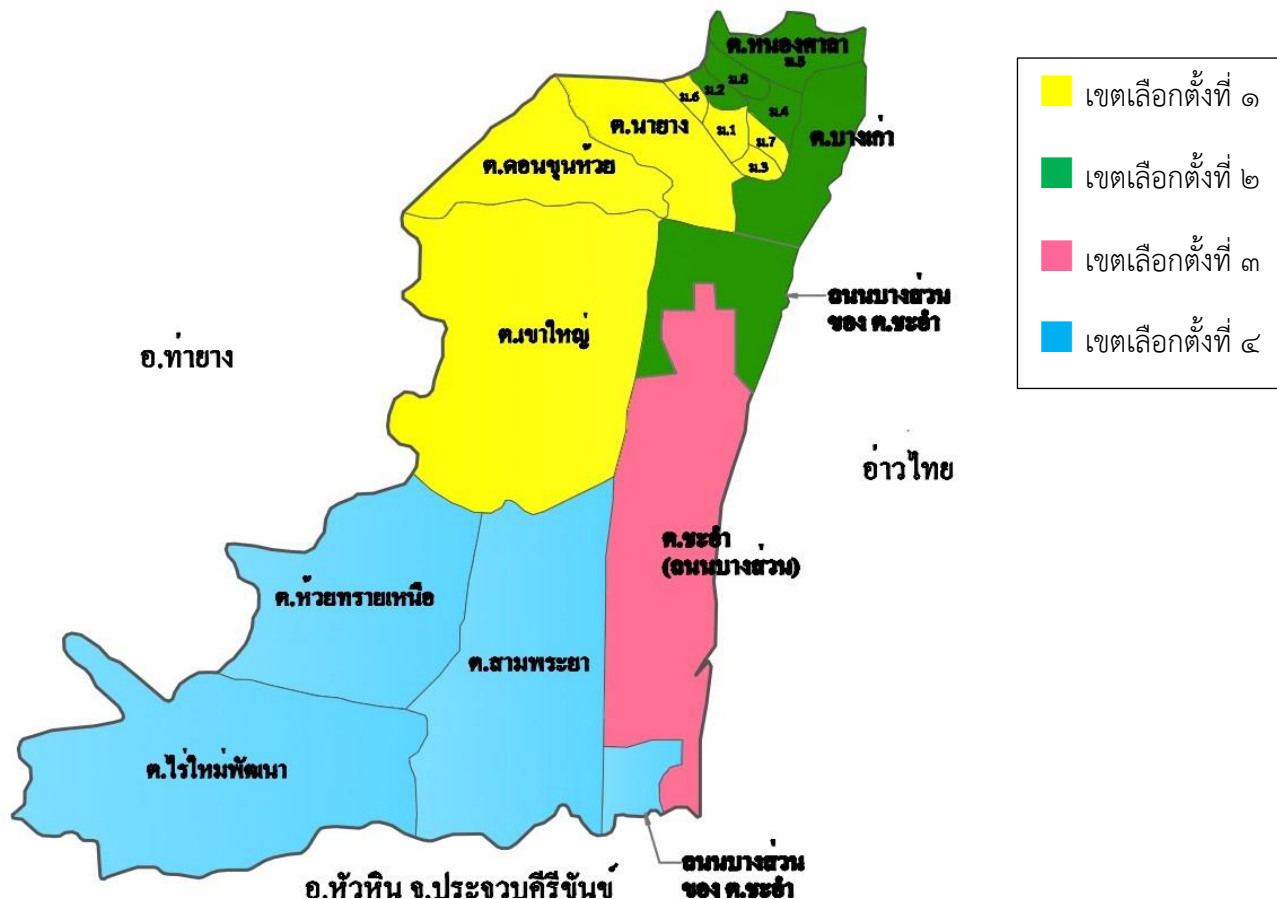 ต.หนองศาลา
ม.5
ม.8
ม.2
ม.6
ม.4
ต.นายาง
ม.1
ม.7
ต.บางเก่า
ม.3
ต.ดอนขุนห้วย
ถนนบางส่วน
ของ ต.ชะอำ
ต.เขาใหญ่
อ.ท่ายาง
อ่าวไทย
ต.ชะอำ
(ถนนบางส่วน)
ต.ห้วยทรายเหนือ
ต.สามพระยา
ต.ไร่ใหม่พัฒนา
ถนนบางส่วน
ของ ต.ชะอำ
อ.หัวหิน จ.ประจวบคีรีขันข์
เขตเลือกตั้งที่ ๑
เขตเลือกตั้งที่ ๒
เขตเลือกตั้งที่ ๓
เขตเลือกตั้งที่ ๔